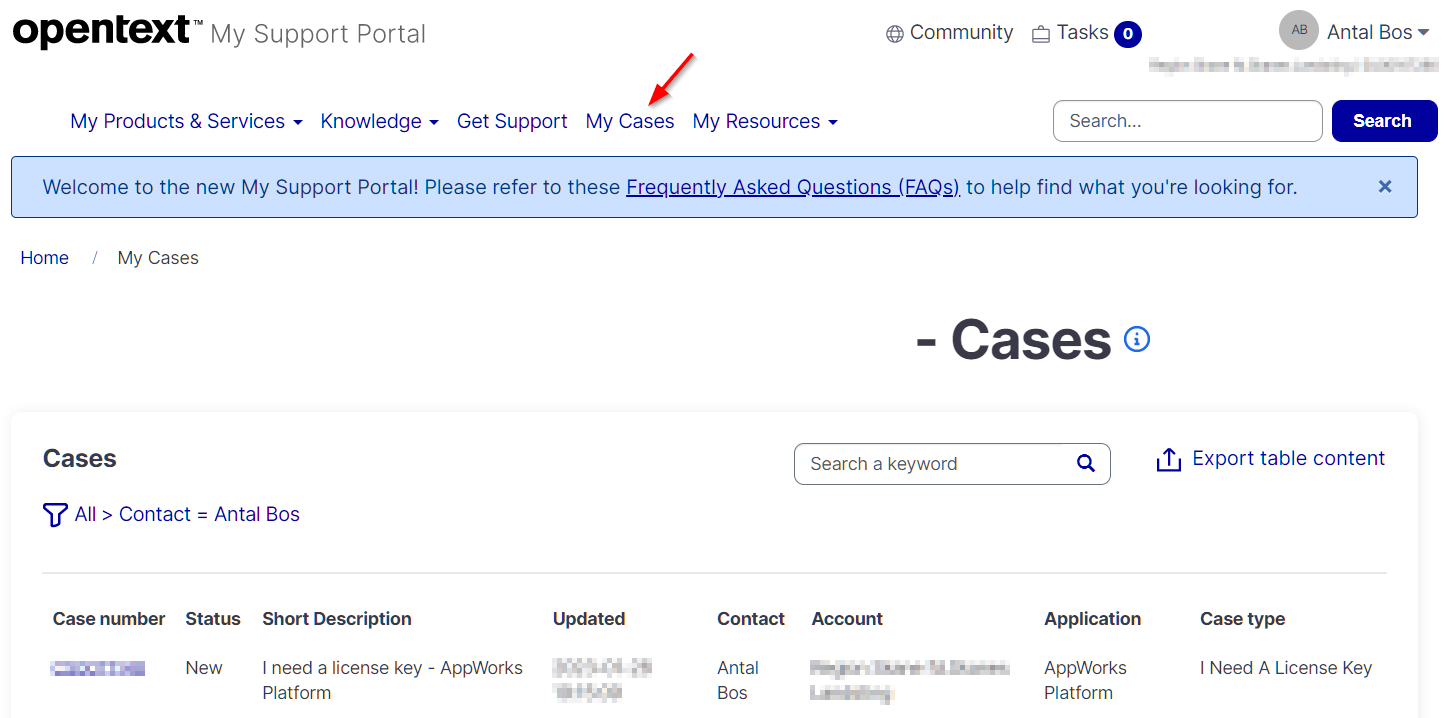 opentext™ My Support Portal
Community
Tasks 0
AB Antal Bos
My Products & Services
Knowledge
Get Support
My Cases
My Resources
Search...
Search
Welcome to the new My Support Portal! Please refer to these Frequently Asked Questions (FAQs) to help find what you're looking for. ×
Home / My Cases
- Cases
Cases
Search a keyword
Export table content
All > Contact = Antal Bos
Case number Status Short Description Updated Contact Account Application Case type
New I need a license key - AppWorks Antal AppWorks I Need A License Key
Platform Bos Platform